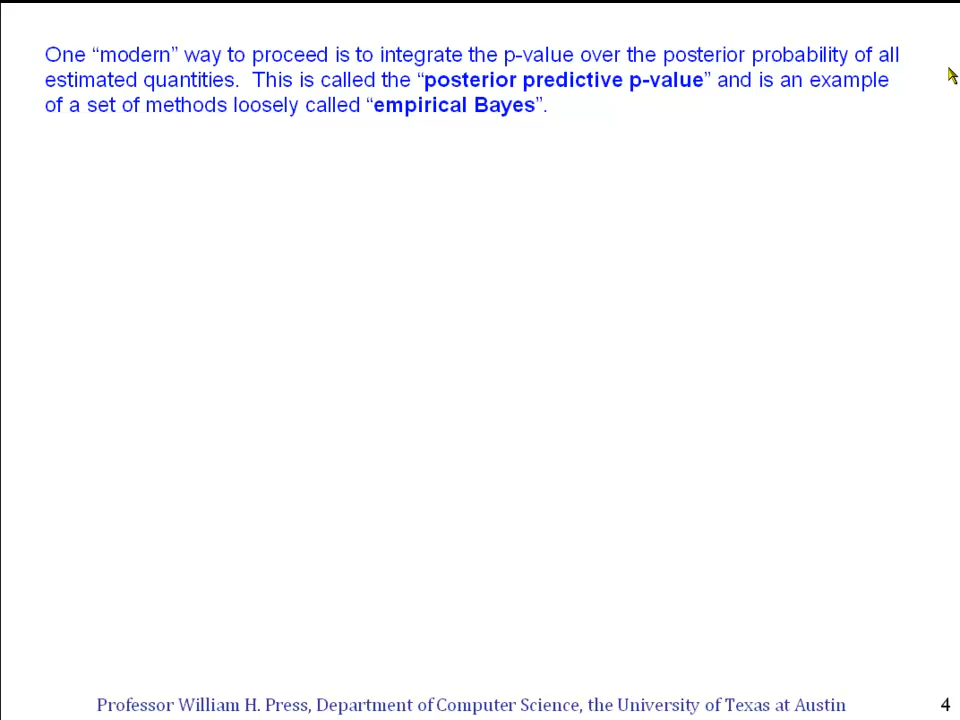 One “modern” way to proceed is to integrate the p-value over the posterior probability of all
estimated quantities.  This is called the “posterior predictive p-value” and is an example
of a set of methods loosely called “empirical Bayes”.
Professor William H. Press, Department of Computer Science, the University of Texas at Austin
4